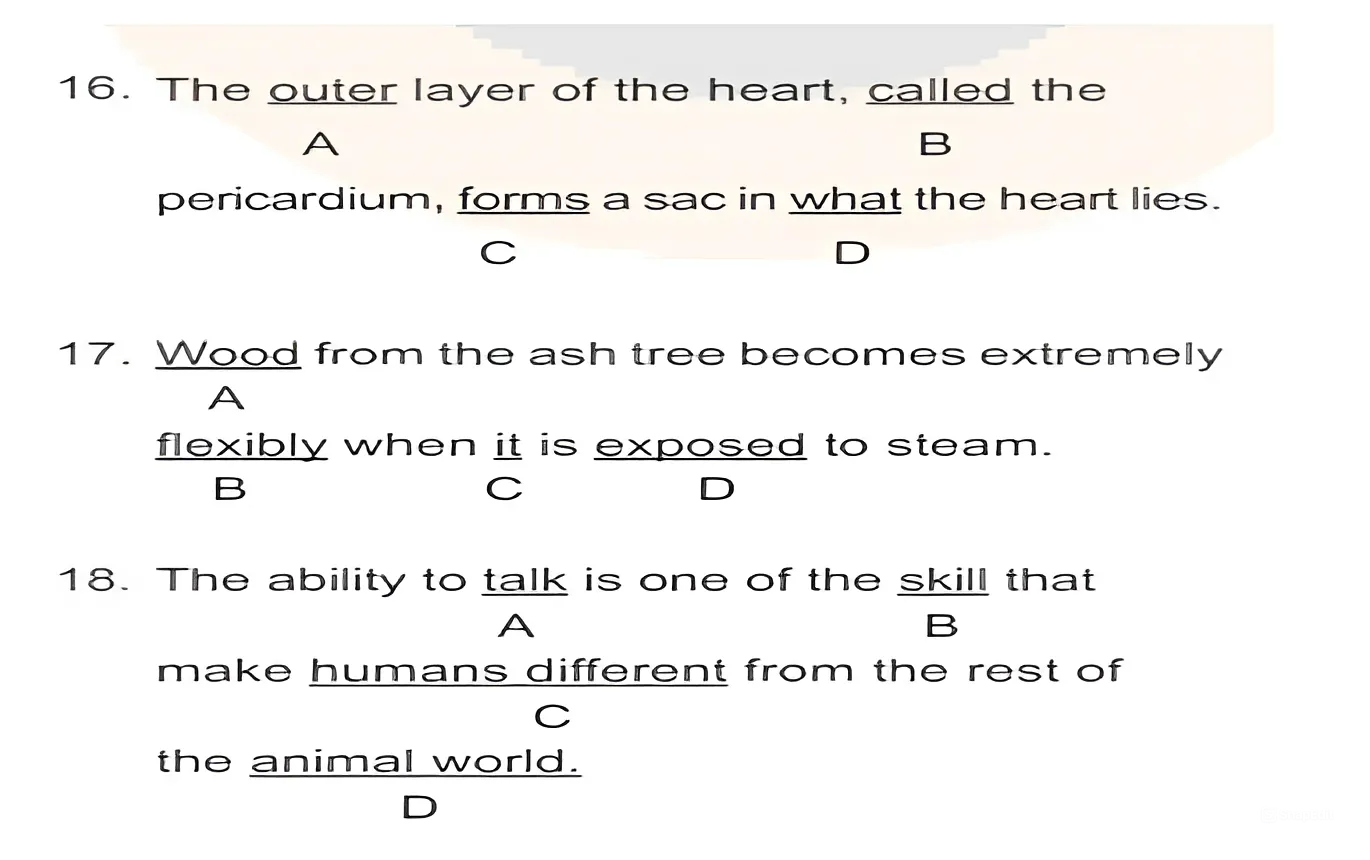 16. The outer layer of the heart, called the
A B
pericardium, forms a sac in what the heart lies.
C D
17. Wood from the ash tree becomes extremely
A
flexibly when it is exposed to steam.
B C D
18. The ability to talk is one of the skill that
A B
make humans different from the rest of
C
the animal world.
D